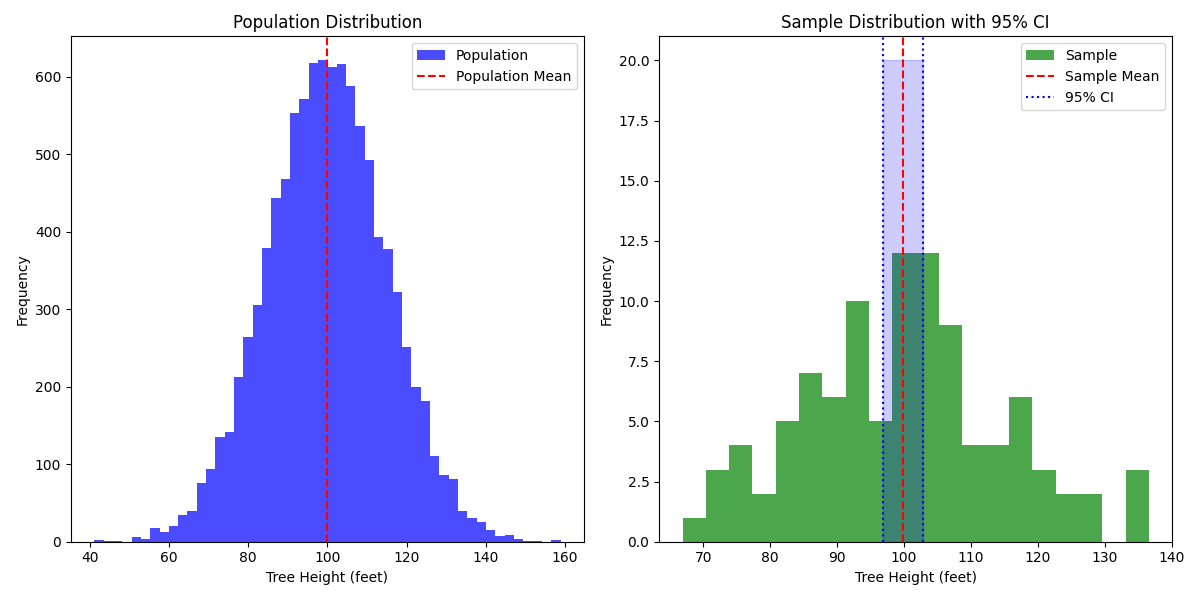 Population Distribution
Population
Population Mean
Frequency
600
500
400
300
200
100
0
40 60 80 100 120 140 160
Tree Height (feet)
Sample Distribution with 95% CI
Sample
Sample Mean
95% CI
Frequency
20.0
17.5
15.0
12.5
10.0
7.5
5.0
2.5
0.0
70 80 90 100 110 120 130 140
Tree Height (feet)